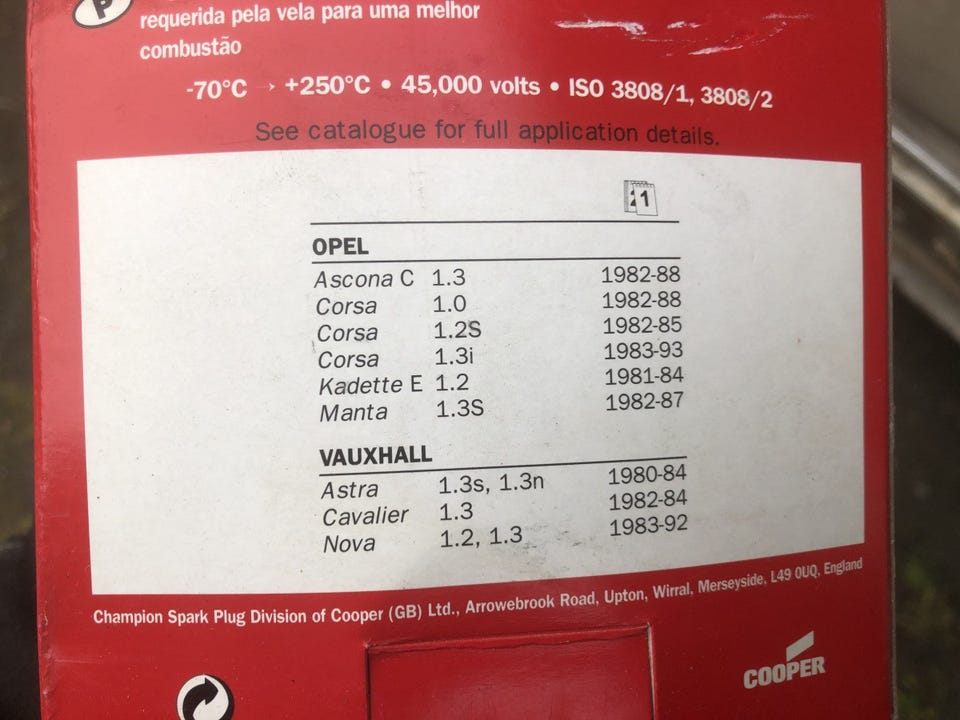 P
requerida pela vela para uma melhor
combustão
-70°C → +250°C • 45,000 volts • ISO 3808/1, 3808/2
See catalogue for full application details.
1
OPEL
Ascona C 1.3 1982-88
Corsa 1.0 1982-88
Corsa 1.2S 1982-85
Corsa 1.3i 1983-93
Kadette E 1.2 1981-84
Manta 1.3S 1982-87
VAUXHALL
Astra 1.3s, 1.3n 1980-84
Cavalier 1.3 1982-84
Nova 1.2, 1.3 1983-92
Champion Spark Plug Division of Cooper (GB) Ltd., Arrowebrook Road, Upton, Wirral, Merseyside, L49 0UQ, England
COOPER